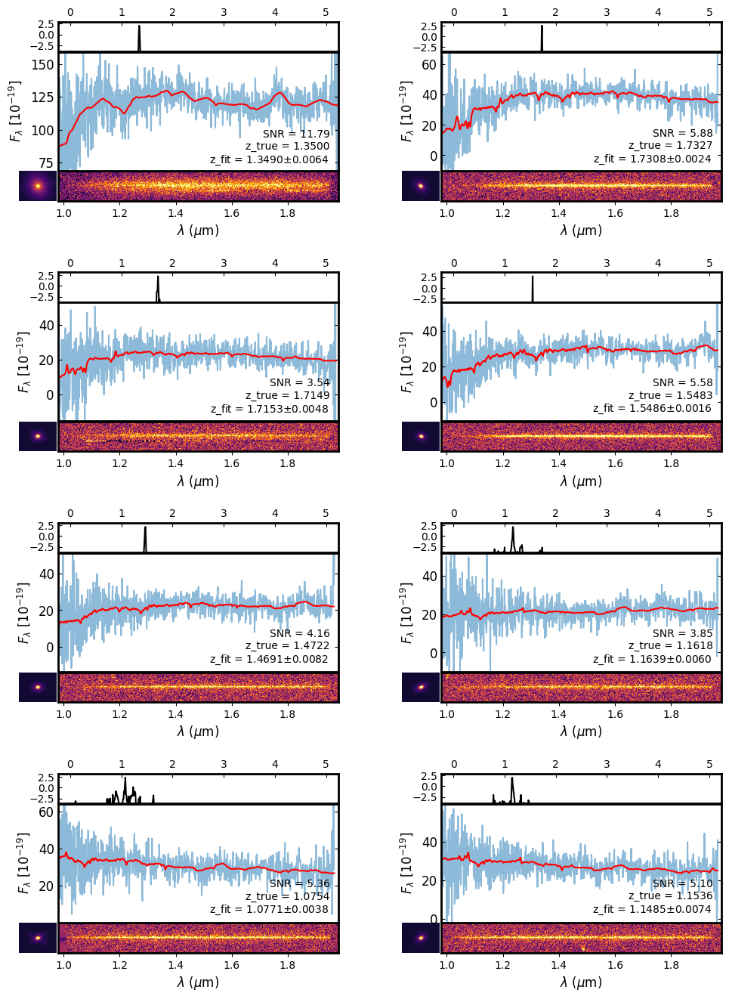 0 1 2 3 4 5
2.5
0.0
−2.5
150
125
100
75
F_λ [10^{−19}]
SNR = 11.79
z_true = 1.3500
z_fit = 1.3490±0.0064
1.0 1.2 1.4 1.6 1.8
λ (μm)
0 1 2 3 4 5
2.5
0.0
−2.5
60
40
20
0
F_λ [10^{−19}]
SNR = 5.88
z_true = 1.7327
z_fit = 1.7308±0.0024
1.0 1.2 1.4 1.6 1.8
λ (μm)
0 1 2 3 4 5
2.5
0.0
−2.5
40
20
0
F_λ [10^{−19}]
SNR = 3.54
z_true = 1.7149
z_fit = 1.7153±0.0048
1.0 1.2 1.4 1.6 1.8
λ (μm)
0 1 2 3 4 5
2.5
0.0
−2.5
40
20
0
F_λ [10^{−19}]
SNR = 5.58
z_true = 1.5483
z_fit = 1.5486±0.0016
1.0 1.2 1.4 1.6 1.8
λ (μm)
0 1 2 3 4 5
2.5
0.0
−2.5
40
20
0
F_λ [10^{−19}]
SNR = 4.16
z_true = 1.4722
z_fit = 1.4691±0.0082
1.0 1.2 1.4 1.6 1.8
λ (μm)
0 1 2 3 4 5
2.5
0.0
−2.5
40
20
0
F_λ [10^{−19}]
SNR = 3.85
z_true = 1.1618
z_fit = 1.1639±0.0060
1.0 1.2 1.4 1.6 1.8
λ (μm)
0 1 2 3 4 5
2.5
0.0
−2.5
60
40
20
F_λ [10^{−19}]
SNR = 5.36
z_true = 1.0754
z_fit = 1.0771±0.0038
1.0 1.2 1.4 1.6 1.8
λ (μm)
0 1 2 3 4 5
2.5
0.0
−2.5
40
20
0
F_λ [10^{−19}]
SNR = 5.10
z_true = 1.1536
z_fit = 1.1485±0.0074
1.0 1.2 1.4 1.6 1.8
λ (μm)